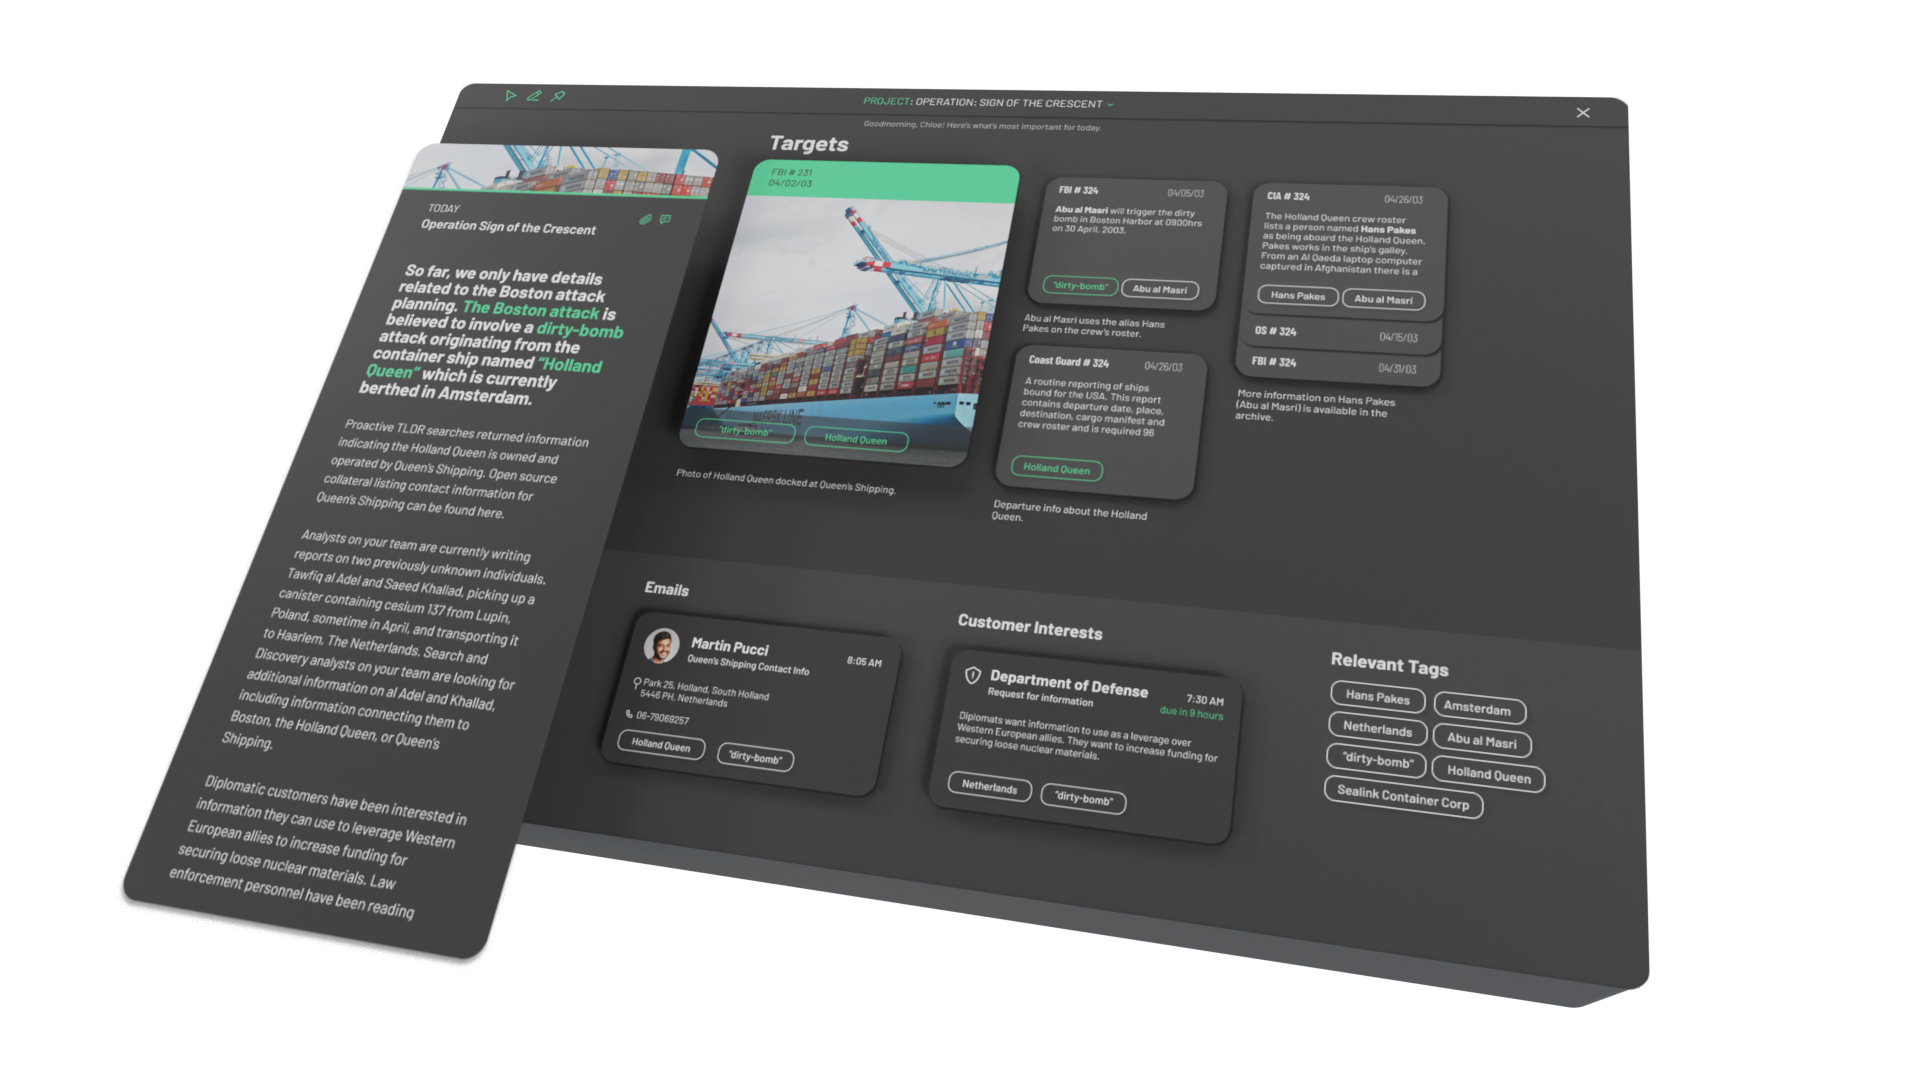 PROJECT: OPERATION: SIGN OF THE CRESCENT
Goodmorning, Chloe! Here's what's most important for today.
TODAY
Operation Sign of the Crescent
So far, we only have details
related to the Boston attack
planning. The Boston attack is
believed to involve a dirty-bomb
attack originating from the
container ship named “Holland
Queen” which is currently
berthed in Amsterdam.
Proactive TLDR searches returned information
indicating the Holland Queen is owned and
operated by Queen's Shipping. Open source
collateral listing contact information for
Queen's Shipping can be found here.
Analysts on your team are currently writing
reports on two previously unknown individuals.
Tawfiq al Adel and Saeed Khallad, picking up a
canister containing cesium 137 from Lupin,
Poland, sometime in April, and transporting it
to Haarlem, The Netherlands. Search and
Discovery analysts on your team are looking for
additional information on al Adel and Khallad,
including information connecting them to
Boston, the Holland Queen, or Queen's
Shipping.
Diplomatic customers have been interested in
information they can use to leverage Western
European allies to increase funding for
securing loose nuclear materials. Law
enforcement personnel have been reading
Targets
FBI # 231
04/02/03
"dirty-bomb"
Holland Queen
Photo of Holland Queen docked at Queen's Shipping.
FBI # 324
04/05/03
Abu al Masri will trigger the dirty
bomb in Boston Harbor at 0900hrs
on 30 April, 2003.
"dirty-bomb"
Abu al Masri
Abu al Masri uses the alias Hans
Pakes on the crew's roster.
Coast Guard # 324
04/26/03
A routine reporting of ships
bound for the USA. This report
contains departure date, place,
destination, cargo manifest and
crew roster and is required 96
Holland Queen
Departure info about the Holland
Queen.
CIA # 324
04/26/03
The Holland Queen crew roster
lists a person named Hans Pakes
as being aboard the Holland Queen.
Pakes works in the ship's galley.
From an Al Qaeda laptop computer
captured in Afghanistan there is a
Hans Pakes
Abu al Masri
OS # 324
04/15/03
FBI # 324
04/31/03
More information on Hans Pakes
(Abu al Masri) is available in the
archive.
Emails
Martin Pucci
8:05 AM
Queen's Shipping Contact Info
Park 25, Holland, South Holland
5446 PH, Netherlands
06-79069257
Holland Queen
"dirty-bomb"
Customer Interests
Department of Defense
7:30 AM
Request for information
due in 9 hours
Diplomats want information to use as a leverage over
Western European allies. They want to increase funding for
securing loose nuclear materials.
Netherlands
"dirty-bomb"
Relevant Tags
Hans Pakes
Amsterdam
Netherlands
Abu al Masri
"dirty-bomb"
Holland Queen
Sealink Container Corp